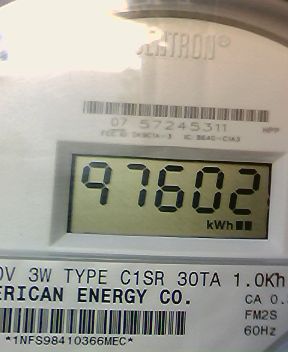 07 57245311
97602
kWh
0V 3W TYPE C1SR 30TA 1.0Kh
ERICAN ENERGY CO.
CA 0.
FM2S
60Hz
*1NFS98410366MEC*